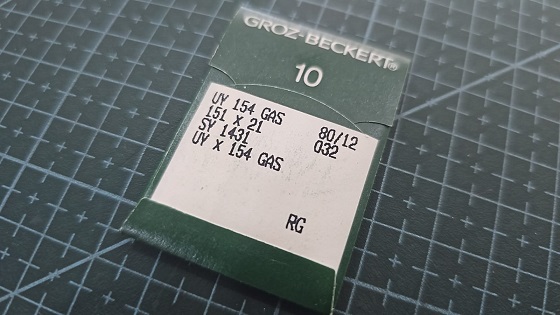 GROZ-BECKERT®
10
UY 154 GAS 80/12
151 X 21 032
SY 1431
UY X 154 GAS
RG